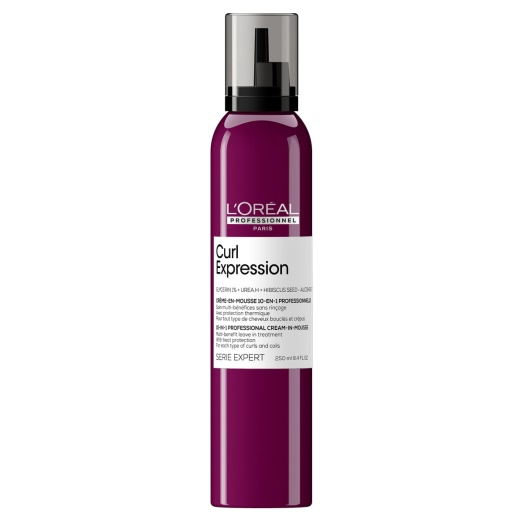 L'ORÉAL
PROFESSIONNEL
PARIS
Curl
Expression
GLYCERIN 2% + UREA H + HIBISCUS SEED -
CRÈME-EN-MOUSSE 10-EN-1 PROFESSIONNELLE
Soin multi-bénéfices sans rinçage
Avec protection thermique
Pour tout type de cheveux bouclés et crépus
10-IN-1 PROFESSIONAL CREAM-IN-MOUSSE
Multi-benefit leave in treatment
With heat protection
For each type of curls and coils
SERIE EXPERT 250 ml 8.4 FL.OZ